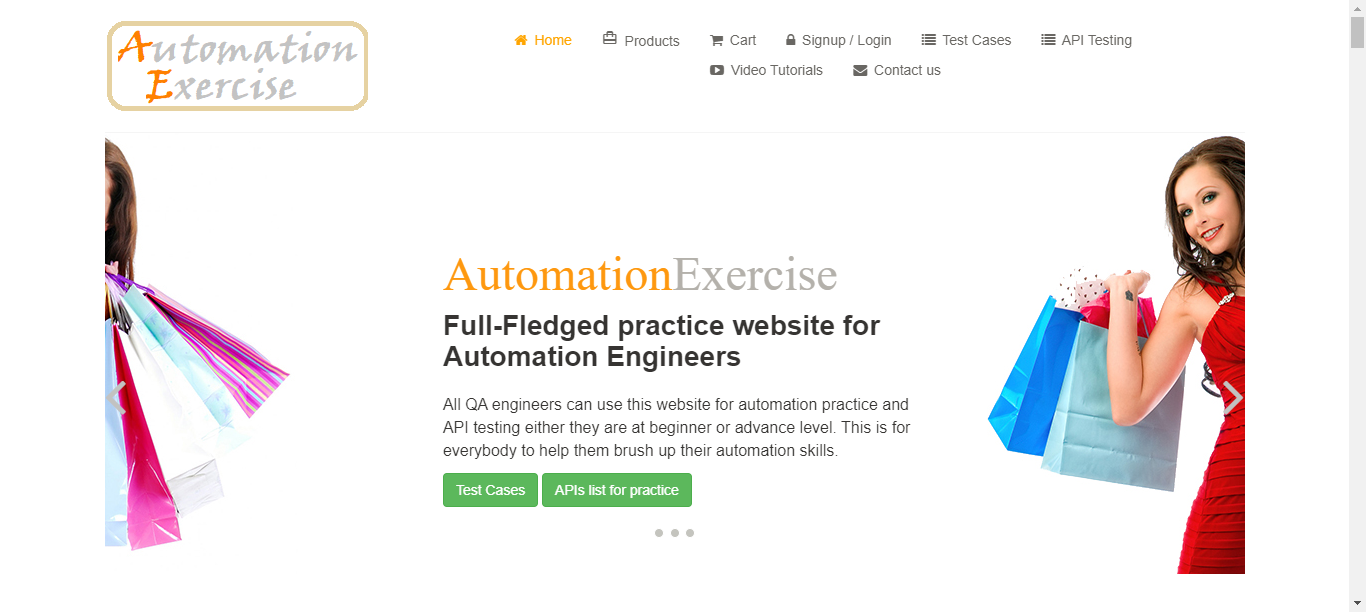 Automation
Exercise
Home Products Cart Signup / Login Test Cases API Testing
Video Tutorials Contact us
AutomationExercise
Full-Fledged practice website for
Automation Engineers
All QA engineers can use this website for automation practice and
API testing either they are at beginner or advance level. This is for
everybody to help them brush up their automation skills.
Test Cases APIs list for practice